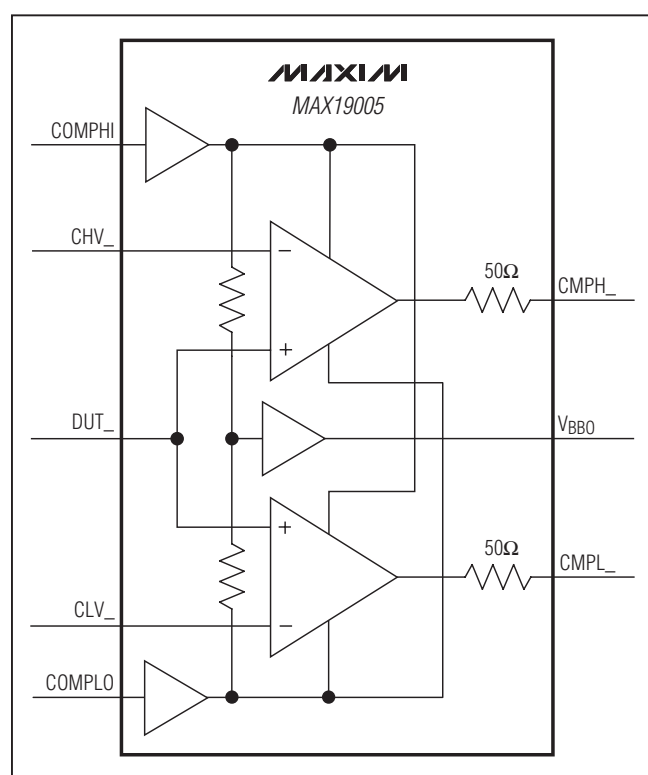 MAXIM
MAX19005
COMPHI
CHV_
−
50Ω
CMPH_
+
DUT_
VBBO
+
50Ω
CMPL_
CLV_
−
COMPLO